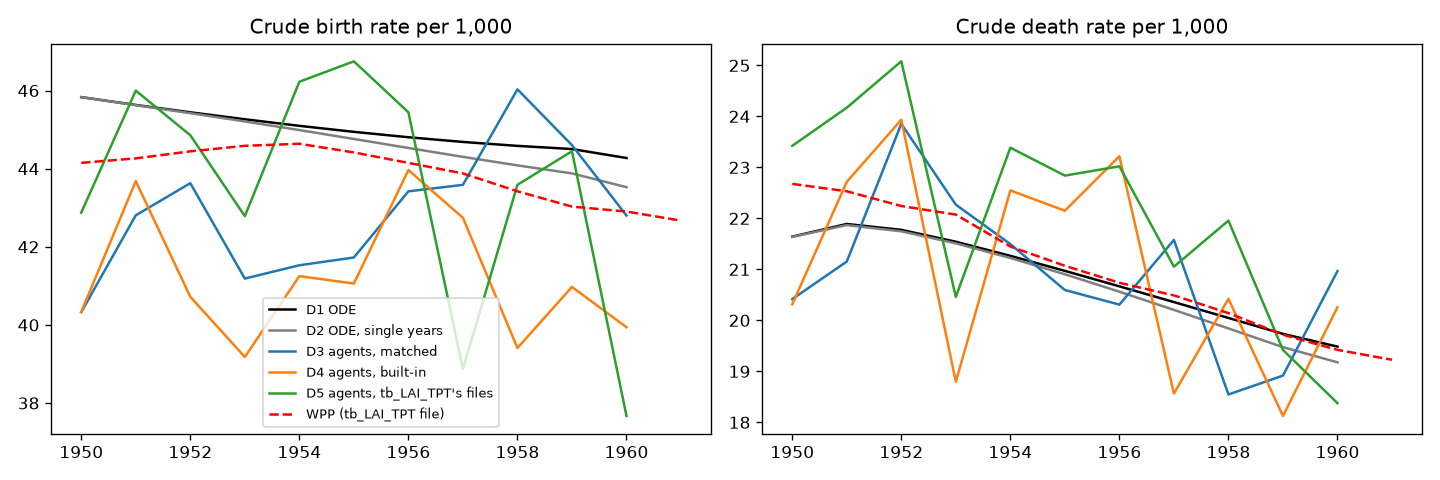 Crude birth rate per 1,000
46
44
42
40
38
1950 1952 1954 1956 1958 1960
D1 ODE
D2 ODE, single years
D3 agents, matched
D4 agents, built-in
D5 agents, tb_LAI_TPT's files
WPP (tb_LAI_TPT file)
Crude death rate per 1,000
25
24
23
22
21
20
19
18
1950 1952 1954 1956 1958 1960